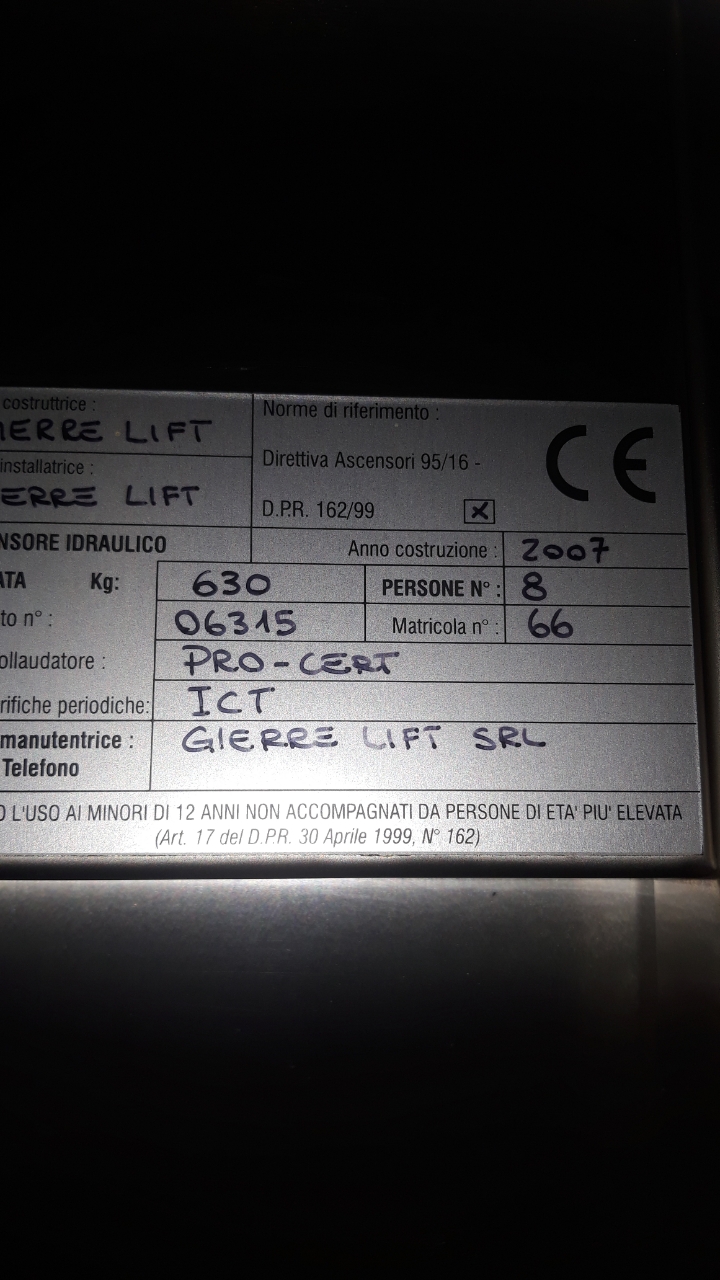 costruttrice :
IERRE LIFT
installatrice :
ERRE LIFT
Norme di riferimento :
Direttiva Ascensori 95/16 -
D.P.R. 162/99 X
CE
NSORE IDRAULICO
Anno costruzione : 2007
ATA Kg: 630 PERSONE N° : 8
to n° : 06315 Matricola n° : 66
ollaudatore : PRO-CERT
rifiche periodiche: ICT
manutentrice : GIERRE LIFT SRL
Telefono
O L'USO AI MINORI DI 12 ANNI NON ACCOMPAGNATI DA PERSONE DI ETA' PIU' ELEVATA
(Art. 17 del D.P.R. 30 Aprile 1999, N° 162)